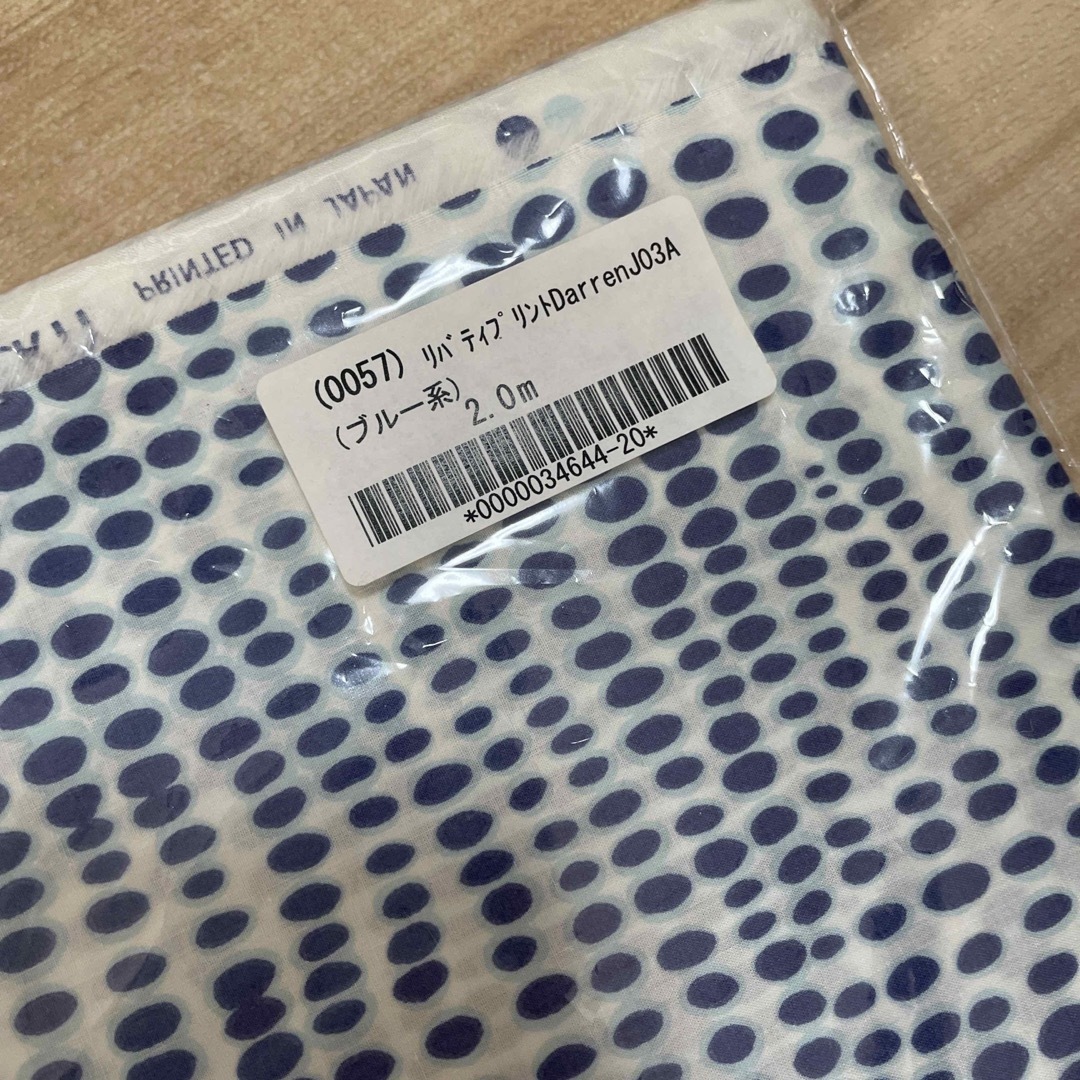 PRINTED IN JAPAN
(0057) ﾘﾊﾞﾃｨﾌﾟﾘﾝﾄDarrenJ03A
(ブルー系)
2.0m
*0000034644-20*